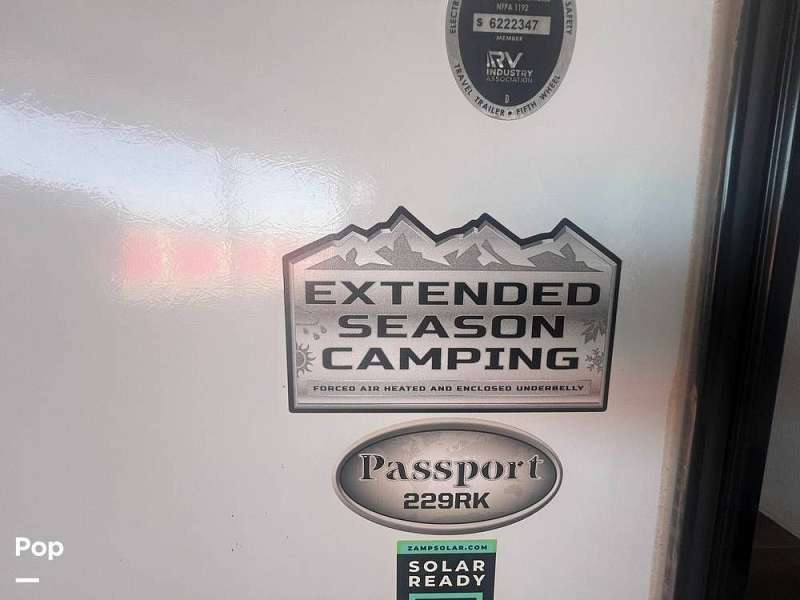 ELECTR
NFPA 1192
SAFETY
S 6222347
MEMBER
RV
INDUSTRY
ASSOCIATION
TRAVEL TRAILER • FIFTH WHEEL
D
EXTENDED
SEASON
CAMPING
FORCED AIR HEATED AND ENCLOSED UNDERBELLY
Passport
229RK
ZAMPSOLAR.COM
SOLAR
READY
Pop